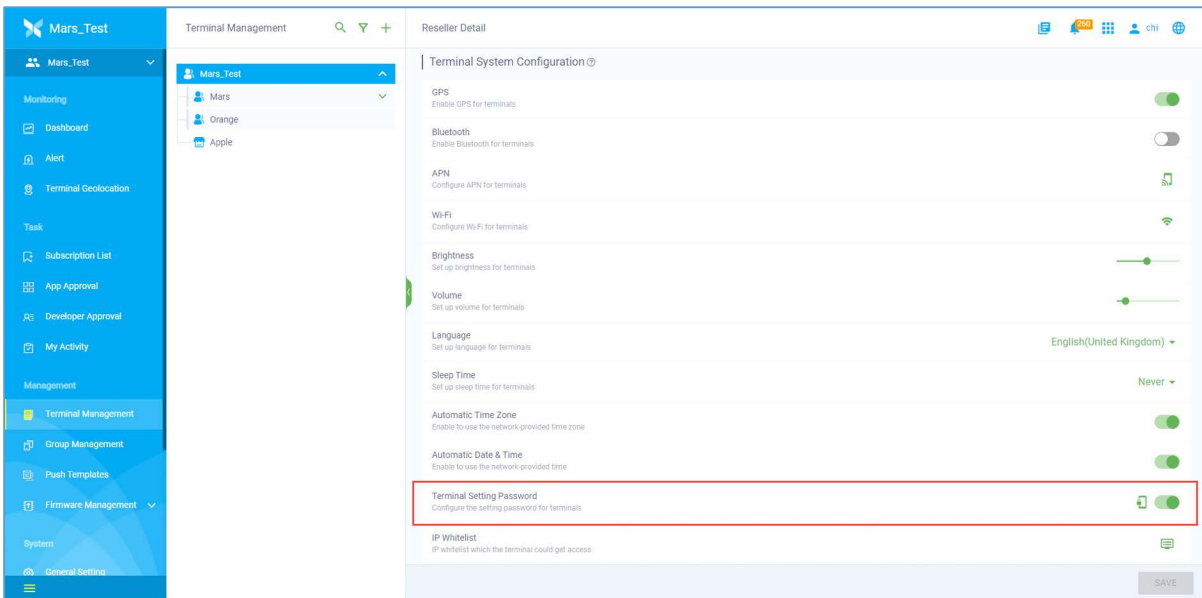 Mars_Test
Mars_Test
Monitoring
Dashboard
Alert
Terminal Geolocation
Task
Subscription List
App Approval
Developer Approval
My Activity
Management
Terminal Management
Group Management
Push Templates
Firmware Management
System
General Setting
Terminal Management
Mars_Test
Mars
Orange
Apple
Reseller Detail
260
chi
Terminal System Configuration
GPS
Enable GPS for terminals
Bluetooth
Enable Bluetooth for terminals
APN
Configure APN for terminals
Wi-Fi
Configure Wi-Fi for terminals
Brightness
Set up brightness for terminals
Volume
Set up volume for terminals
Language
Set up language for terminals
English(United Kingdom)
Sleep Time
Set up sleep time for terminals
Never
Automatic Time Zone
Enable to use the network-provided time zone
Automatic Date & Time
Enable to use the network-provided time
Terminal Setting Password
Configure the setting password for terminals
IP Whitelist
IP whitelist which the terminal could get access
SAVE